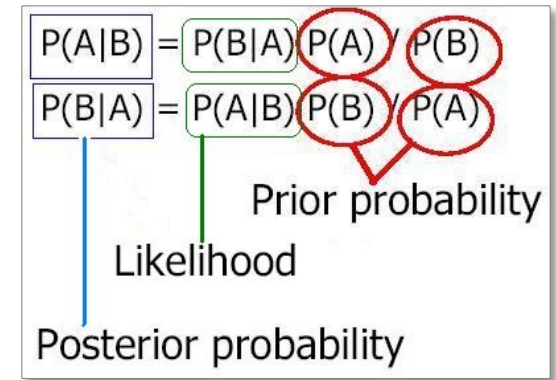 P(A|B) = P(B|A) P(A) / P(B)
P(B|A) = P(A|B) P(B) / P(A)
Prior probability
Likelihood
Posterior probability